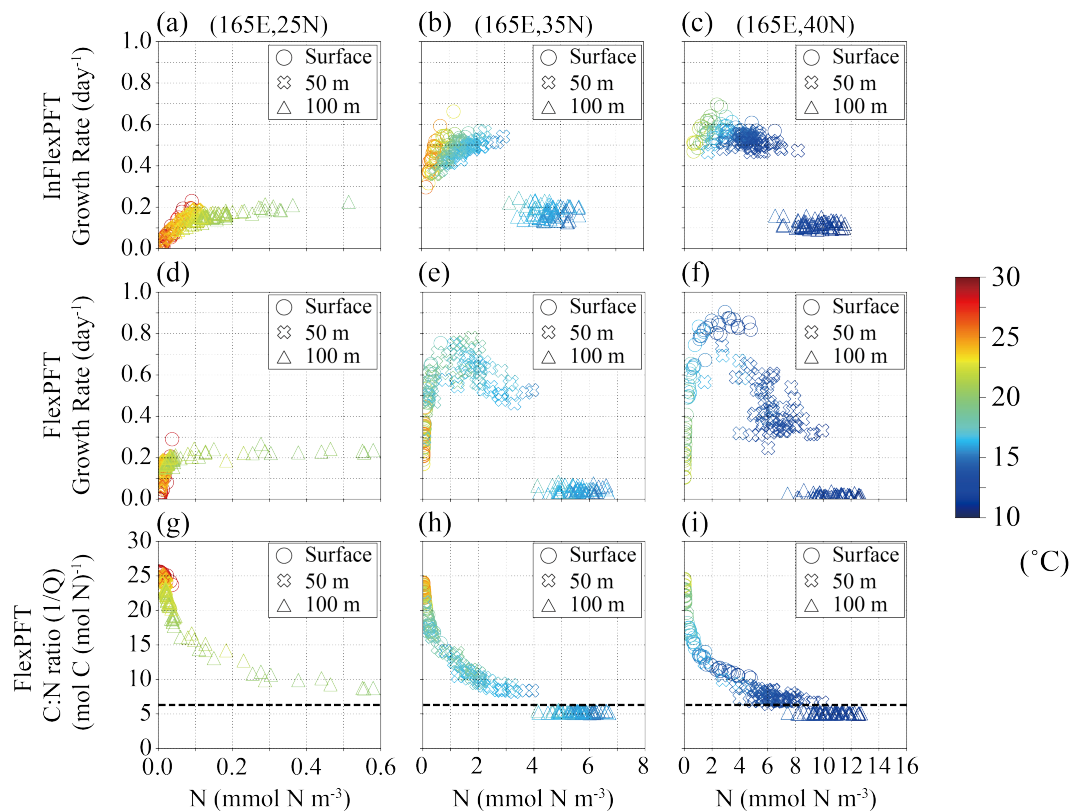 (a) (165E,25N) (b) (165E,35N) (c) (165E,40N)
InFlexPFT
Growth Rate (day-1)
1.0
0.8
0.6
0.4
0.2
0.0
Surface
50 m
100 m
Surface
50 m
100 m
Surface
50 m
100 m
0.0 0.2 0.4 0.6
0 2 4 6 8
0 2 4 6 8 10 12 14 16
(d) (e) (f)
FlexPFT
Growth Rate (day-1)
1.0
0.8
0.6
0.4
0.2
0.0
Surface
50 m
100 m
Surface
50 m
100 m
Surface
50 m
100 m
(g) (h) (i)
FlexPFT
C:N ratio (1/Q)
(mol C (mol N)-1)
30
25
20
15
10
5
0
Surface
50 m
100 m
Surface
50 m
100 m
Surface
50 m
100 m
N (mmol N m-3) N (mmol N m-3) N (mmol N m-3)
30
25
20
15
10
(˚C)